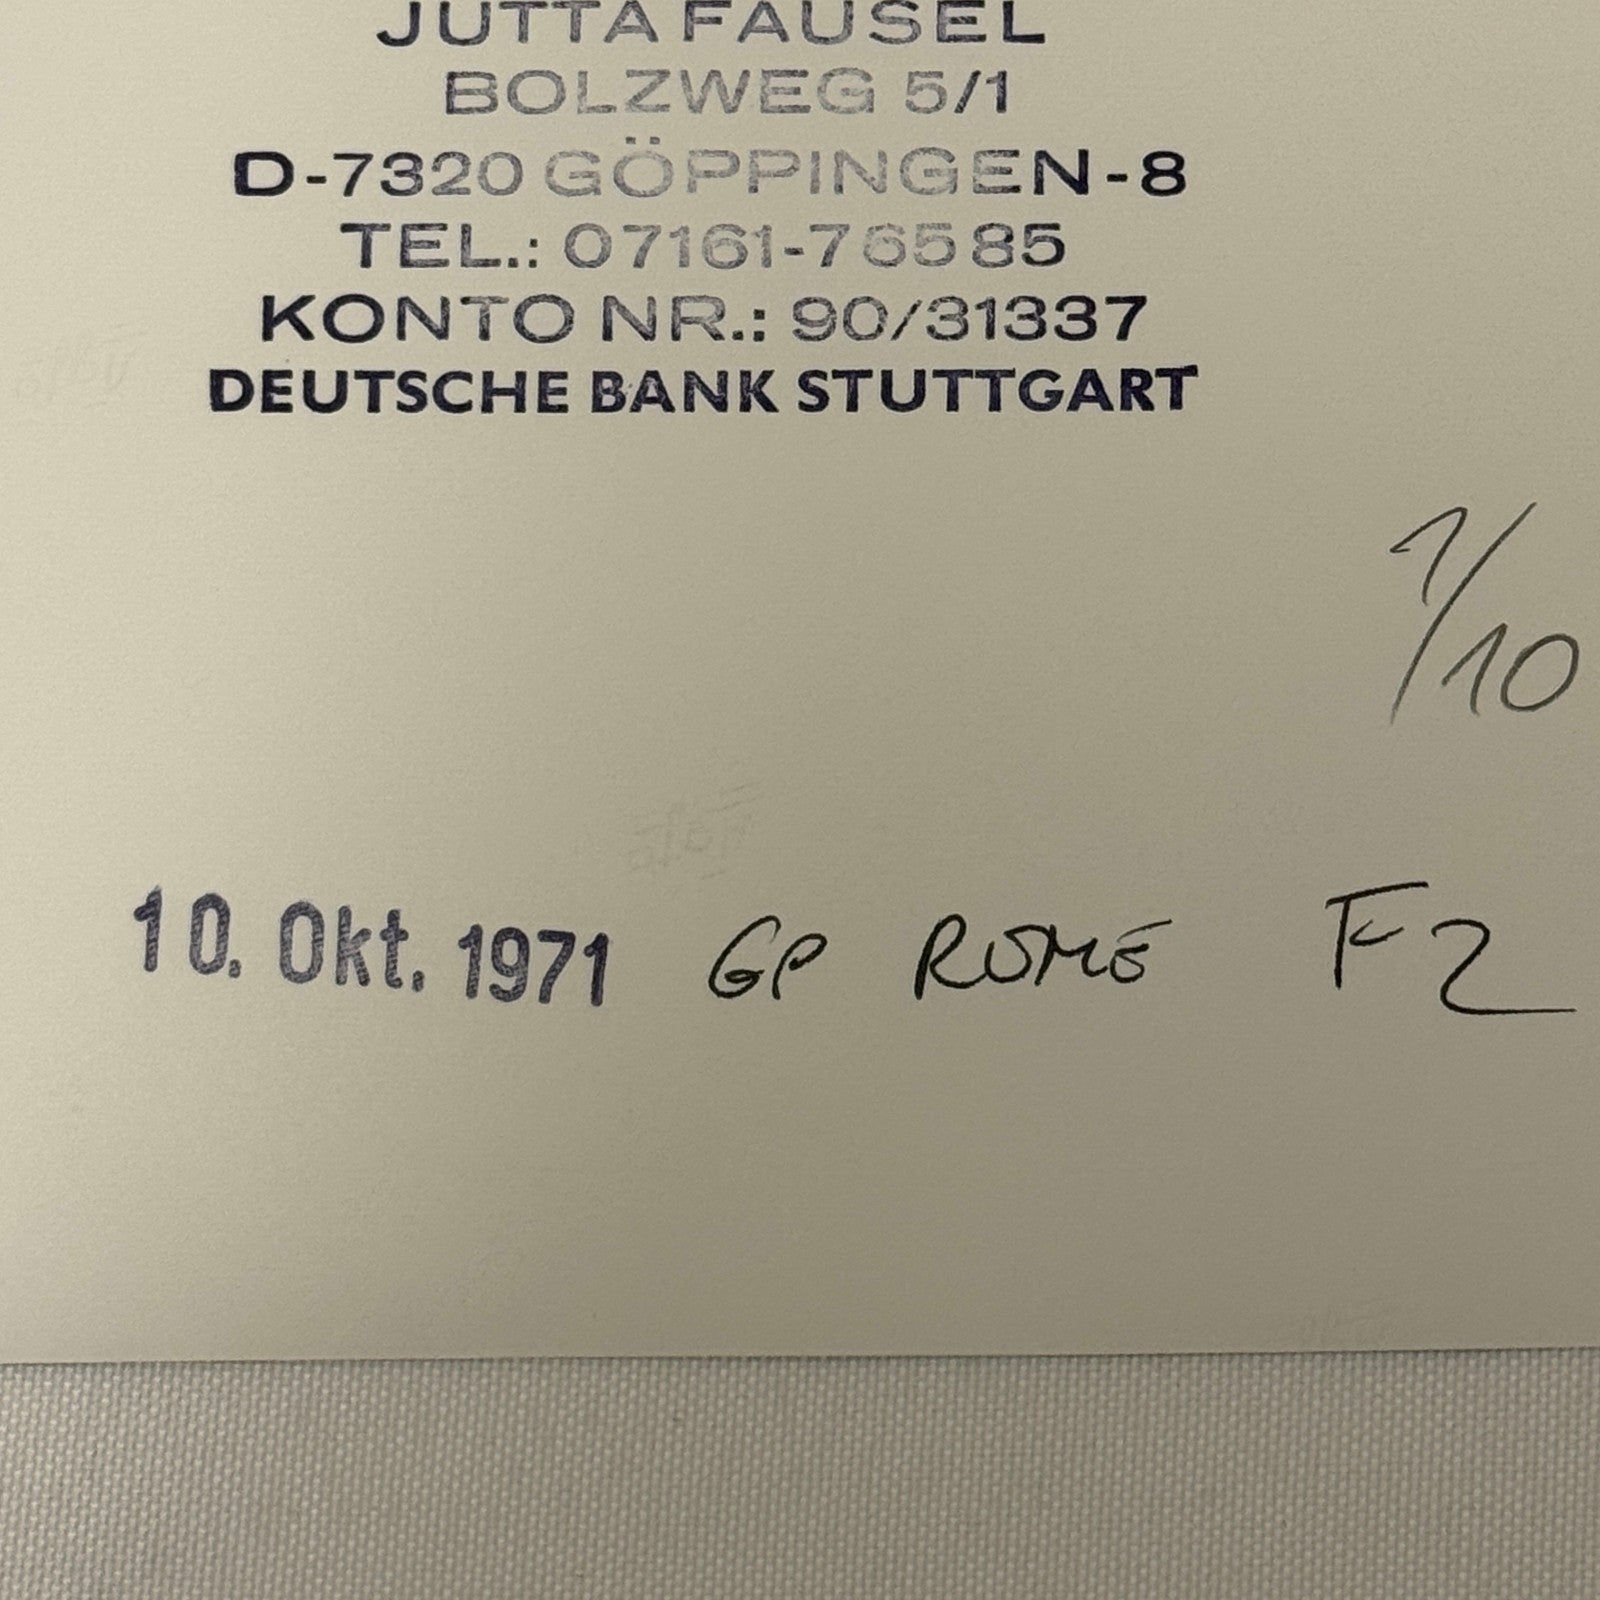 JUTTA FAUSEL
BOLZWEG 5/1
D-7320 GÖPPINGEN-8
TEL.: 07161-76585
KONTO NR.: 90/31337
DEUTSCHE BANK STUTTGART
1/10
10. Okt. 1971 GP ROME F2